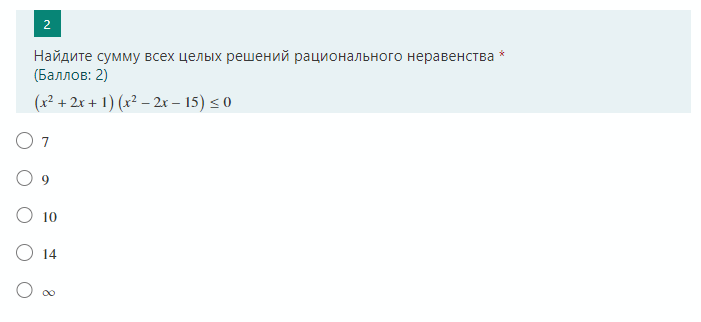 2
Найдите сумму всех целых решений рационального неравенства *
(Баллов: 2)
(x² + 2x + 1) (x² − 2x − 15) ≤ 0
7
9
10
14
∞